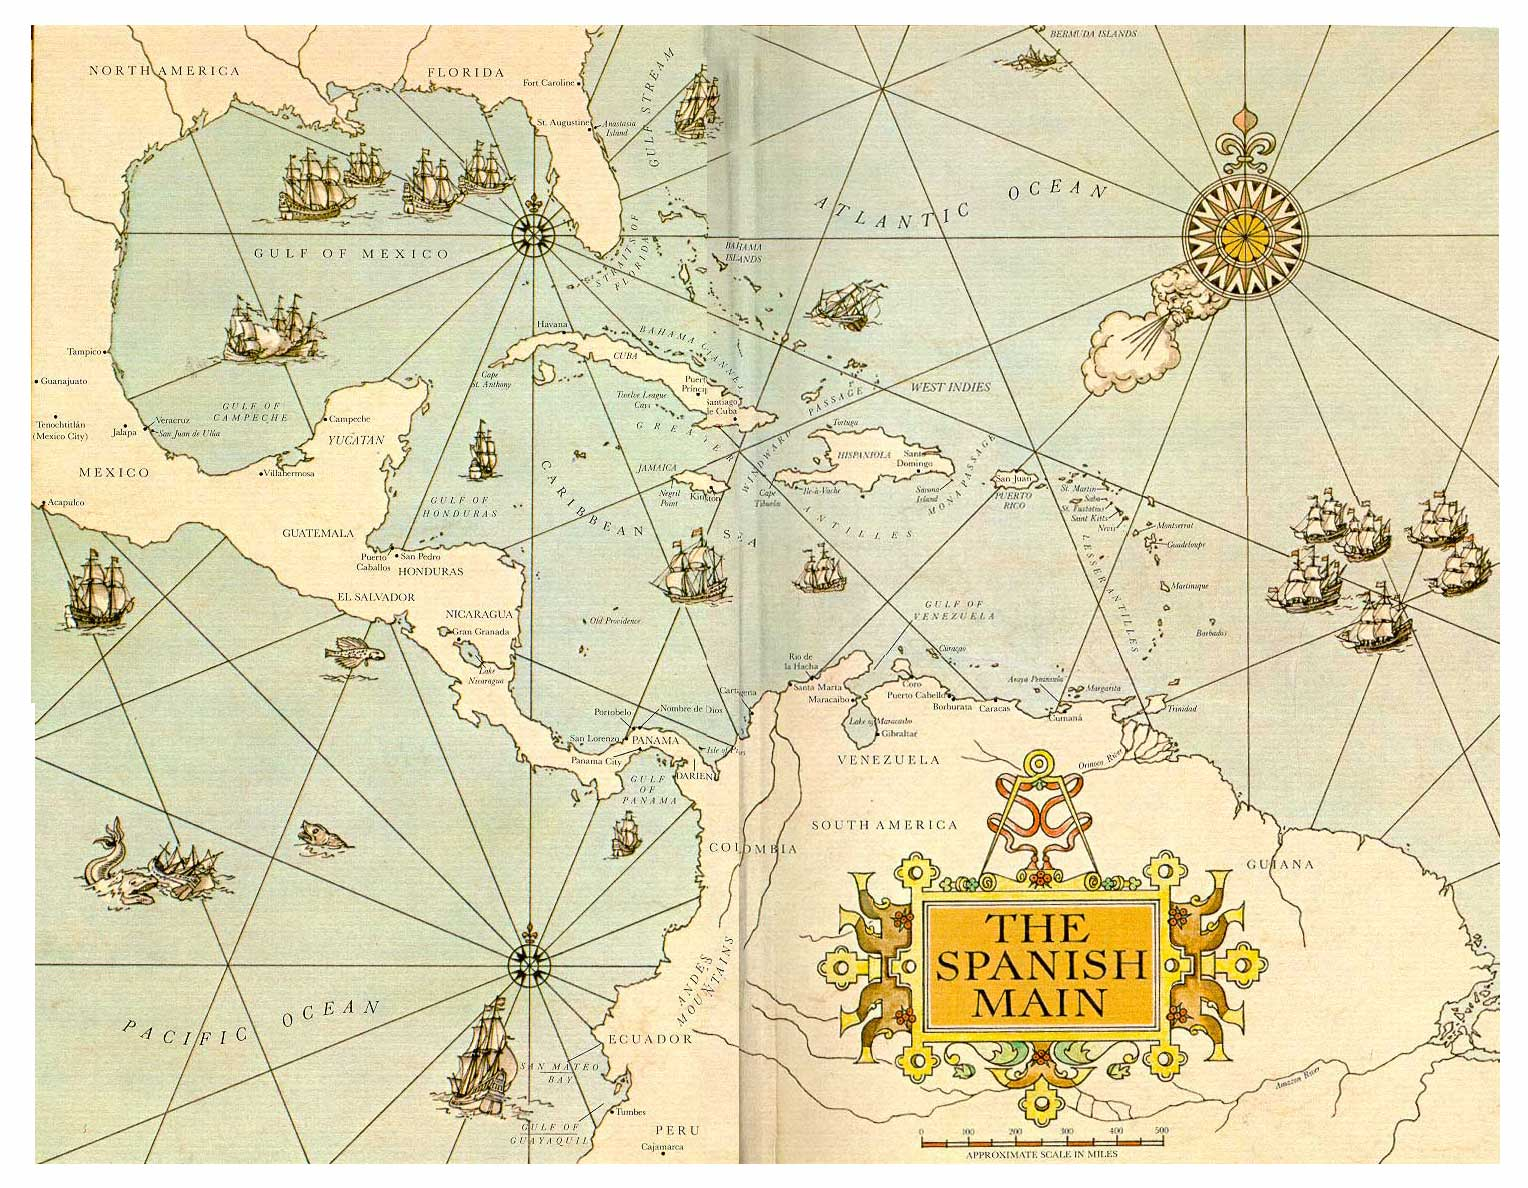 BERMUDA ISLANDS
NORTH AMERICA
FLORIDA
Fort Caroline
GULF STREAM
St. Augustine
Anastasia
Island
ATLANTIC OCEAN
GULF OF MEXICO
STRAITS OF
FLORIDA
BAHAMA
ISLANDS
Havana
BAHAMA CHANNEL
CUBA
Tampico
Guanajuato
Cape
St. Anthony
Twelve League
Cays
Santiago
de Cuba
WEST INDIES
WINDWARD PASSAGE
GULF OF
CAMPECHE
Campeche
YUCATAN
Veracruz
San Juan de Ulúa
Jalapa
Tenochtitlán
(Mexico City)
MEXICO
Villahermosa
Acapulco
GREATER
ANTILLES
Tortuga
HISPANIOLA
Santo
Domingo
JAMAICA
Negril
Point
Kingston
Cape
Tiburón
Île-à-Vache
Saona
Island
MONA PASSAGE
San Juan
PUERTO
RICO
St. Martin
Saba
St. Eustatius
Saint Kitts
Nevis
Montserrat
Guadeloupe
Martinique
Barbados
LESSER ANTILLES
GULF OF
HONDURAS
CARIBBEAN SEA
GUATEMALA
Puerto
Caballos
San Pedro
HONDURAS
EL SALVADOR
NICARAGUA
Gran Granada
Lake
Nicaragua
Old Providence
GULF OF
VENEZUELA
Curaçao
Rio de
la Hacha
Santa Marta
Cartagena
Maracaibo
Coro
Puerto Cabello
Borburata
Caracas
Araya Peninsula
Margarita
Cumaná
Trinidad
Lake of Maracaibo
Gibraltar
Portobelo
Nombre de Dios
San Lorenzo
PANAMA
Panama City
Isle of Pines
DARIEN
GULF
OF
PANAMA
VENEZUELA
Orinoco River
SOUTH AMERICA
COLOMBIA
GUIANA
ANDES
MOUNTAINS
THE
SPANISH
MAIN
PACIFIC OCEAN
ECUADOR
SAN MATEO
BAY
Tumbes
GULF OF
GUAYAQUIL
PERU
Cajamarca
Amazon River
0 100 200 300 400 500
APPROXIMATE SCALE IN MILES